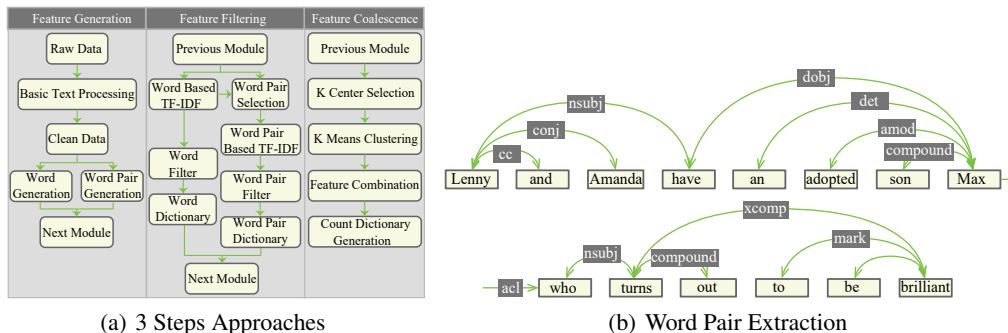 Feature Generation
Raw Data
Basic Text Processing
Clean Data
Word
Generation
Word Pair
Generation
Next Module
Feature Filtering
Previous Module
Word Based
TF-IDF
Word Pair
Selection
Word Pair
Based TF-IDF
Word
Filter
Word Pair
Filter
Word
Dictionary
Word Pair
Dictionary
Next Module
Feature Coalescence
Previous Module
K Center Selection
K Means Clustering
Feature Combination
Count Dictionary
Generation
(a) 3 Steps Approaches
dobj
nsubj
det
conj
amod
cc
compound
Lenny and Amanda have an adopted son Max
xcomp
nsubj
compound
mark
acl
who turns out to be brilliant
(b) Word Pair Extraction